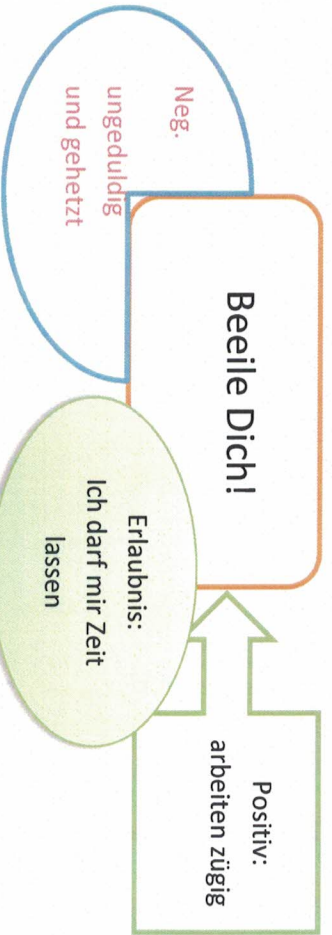 Beeile Dich!
Neg.
ungeduldig
und gehetzt
Erlaubnis:
Ich darf mir Zeit
lassen
Positiv:
arbeiten zügig